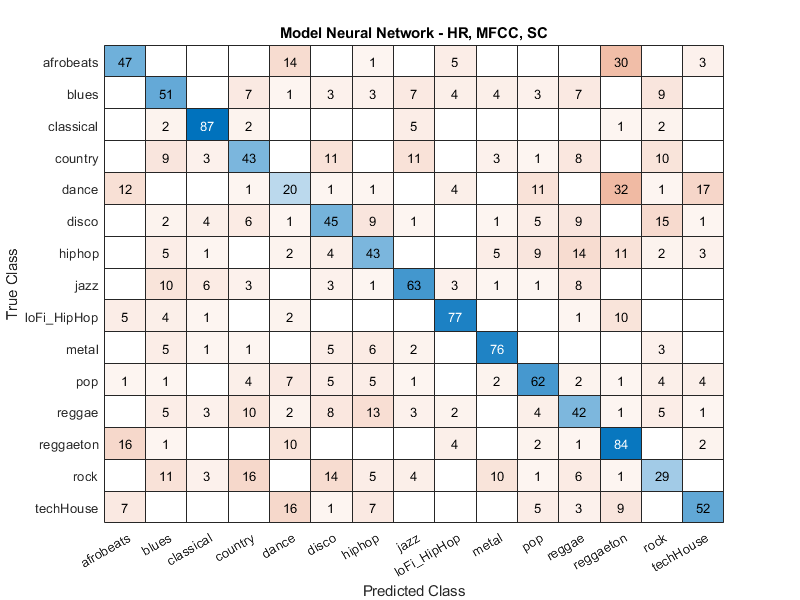 Model Neural Network - HR, MFCC, SC
afrobeats 47 14 1 5 30 3
blues 51 7 1 3 3 7 4 4 3 7 9
classical 2 87 2 5 1 2
country 9 3 43 11 11 3 1 8 10
dance 12 1 20 1 1 4 11 32 1 17
disco 2 4 6 1 45 9 1 1 5 9 15 1
hiphop 5 1 2 4 43 5 9 14 11 2 3
jazz 10 6 3 3 1 63 3 1 1 8
loFi_HipHop 5 4 1 2 77 1 10
metal 5 1 1 5 6 2 76 3
pop 1 1 4 7 5 5 1 2 62 2 1 4 4
reggae 5 3 10 2 8 13 3 2 4 42 1 5 1
reggaeton 16 1 10 4 2 1 84 2
rock 11 3 16 14 5 4 10 1 6 1 29
techHouse 7 16 1 7 5 3 9 52
afrobeats blues classical country dance disco hiphop jazz loFi_HipHop metal pop reggae reggaeton rock techHouse
Predicted Class
True Class